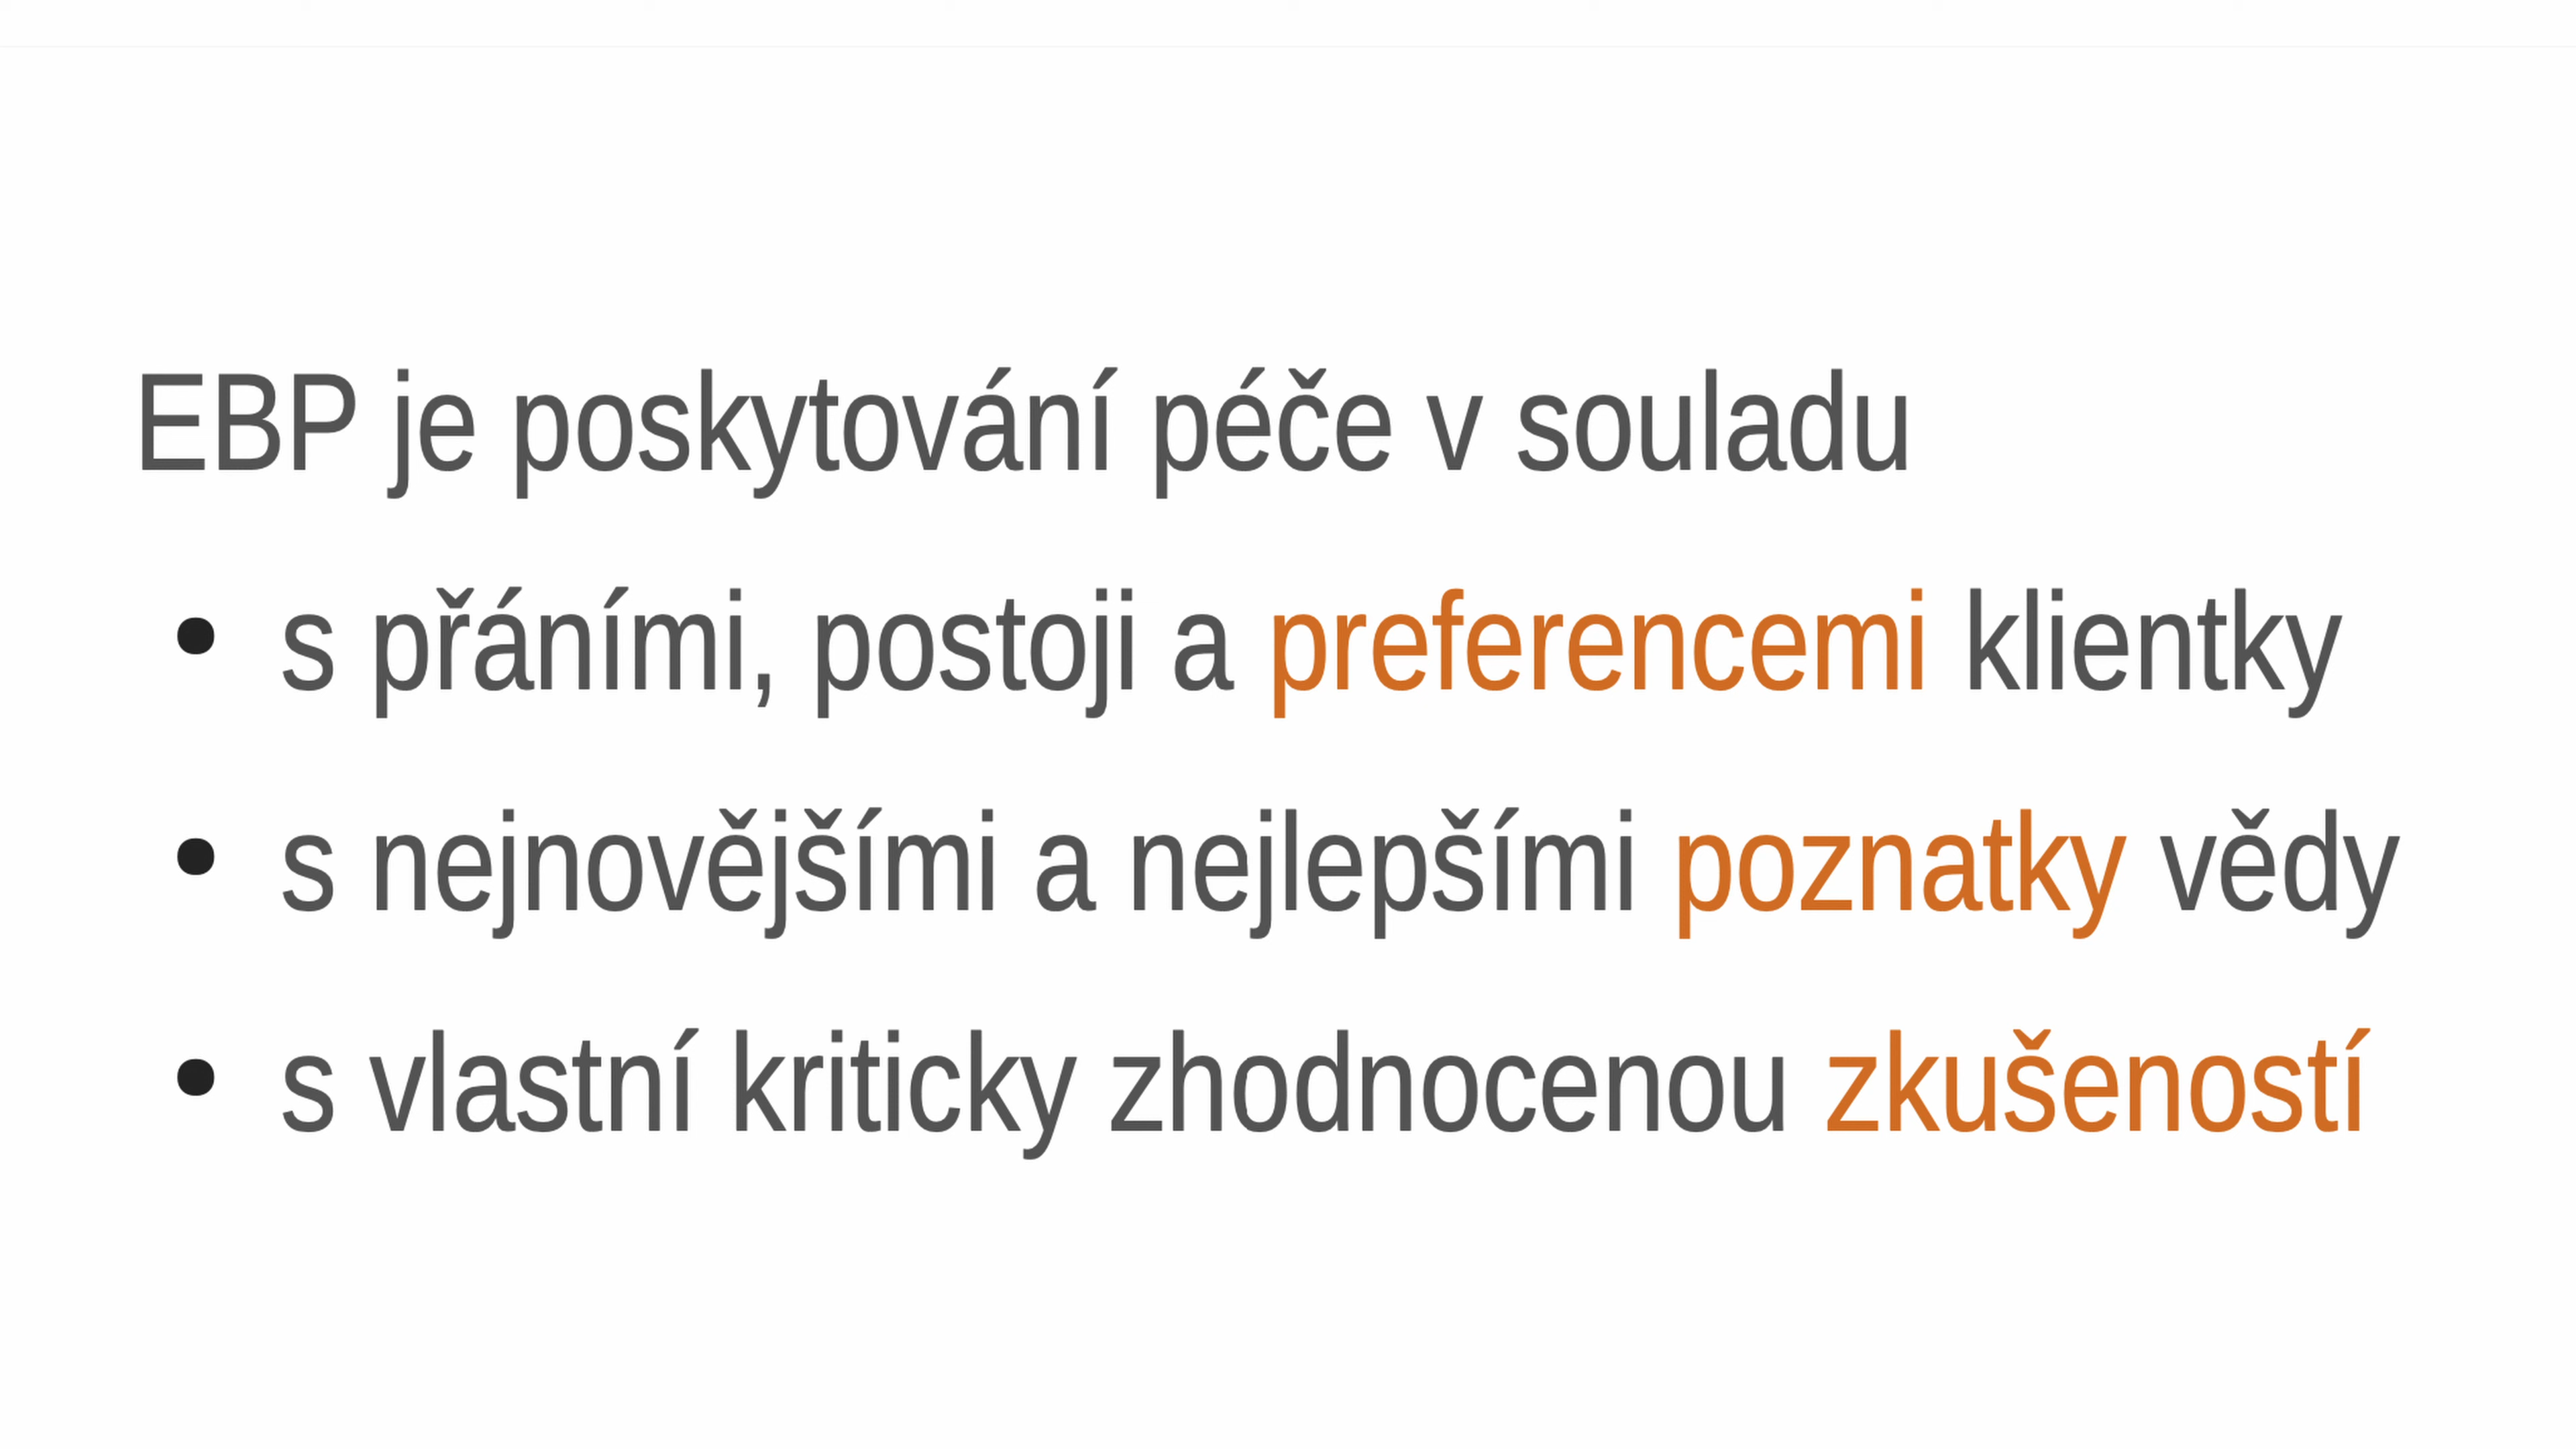 EBP je poskytování péče v souladu
• s přáními, postoji a preferencemi klientky
• s nejnovějšími a nejlepšími poznatky vědy
• s vlastní kriticky zhodnocenou zkušeností